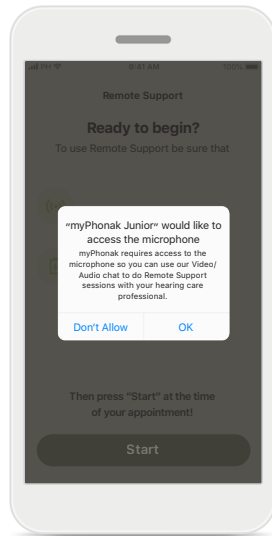 PH
9:41 AM
100%
Remote Support
Ready to begin?
To use Remote Support be sure that
“myPhonak Junior” would like to
access the microphone
myPhonak requires access to the
microphone so you can use our Video/
Audio chat to do Remote Support
sessions with your hearing care
professional.
Don’t Allow
OK
Then press “Start” at the time
of your appointment!
Start